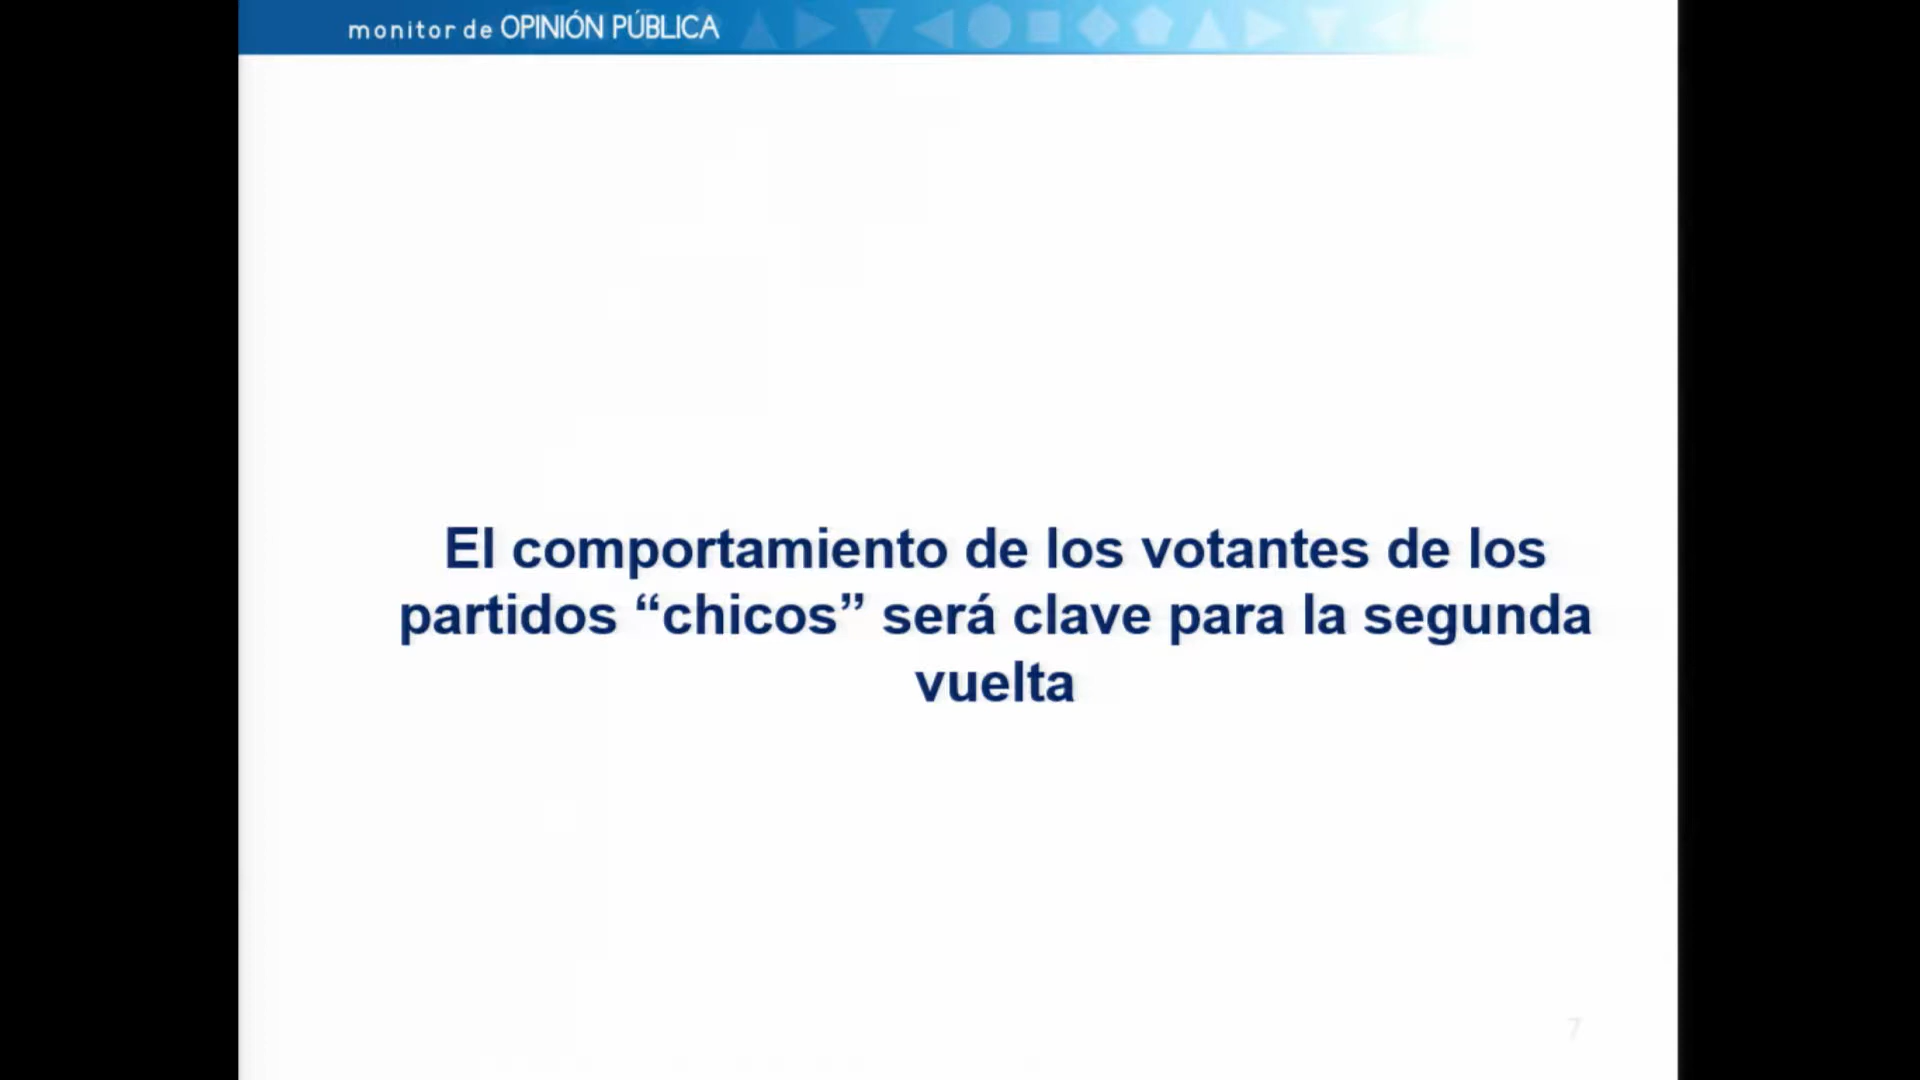 monitor de OPINIÓN PÚBLICA
El comportamiento de los votantes de los
partidos “chicos” será clave para la segunda
vuelta
7